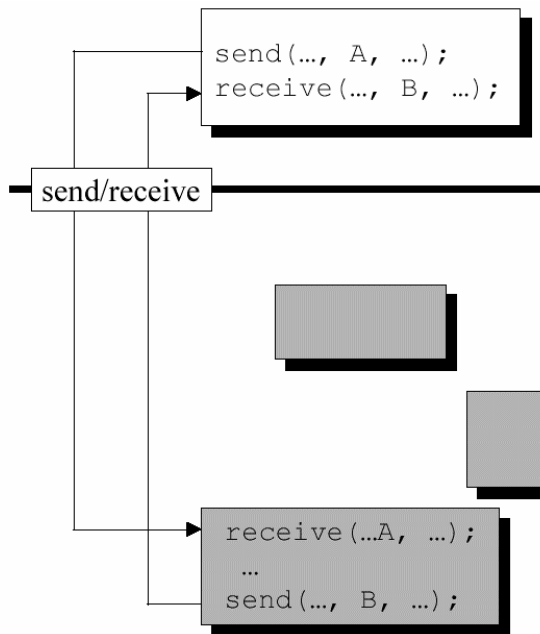 send(…, A, …);
receive(…, B, …);
send/receive
receive(…A, …);
…
send(…, B, …);